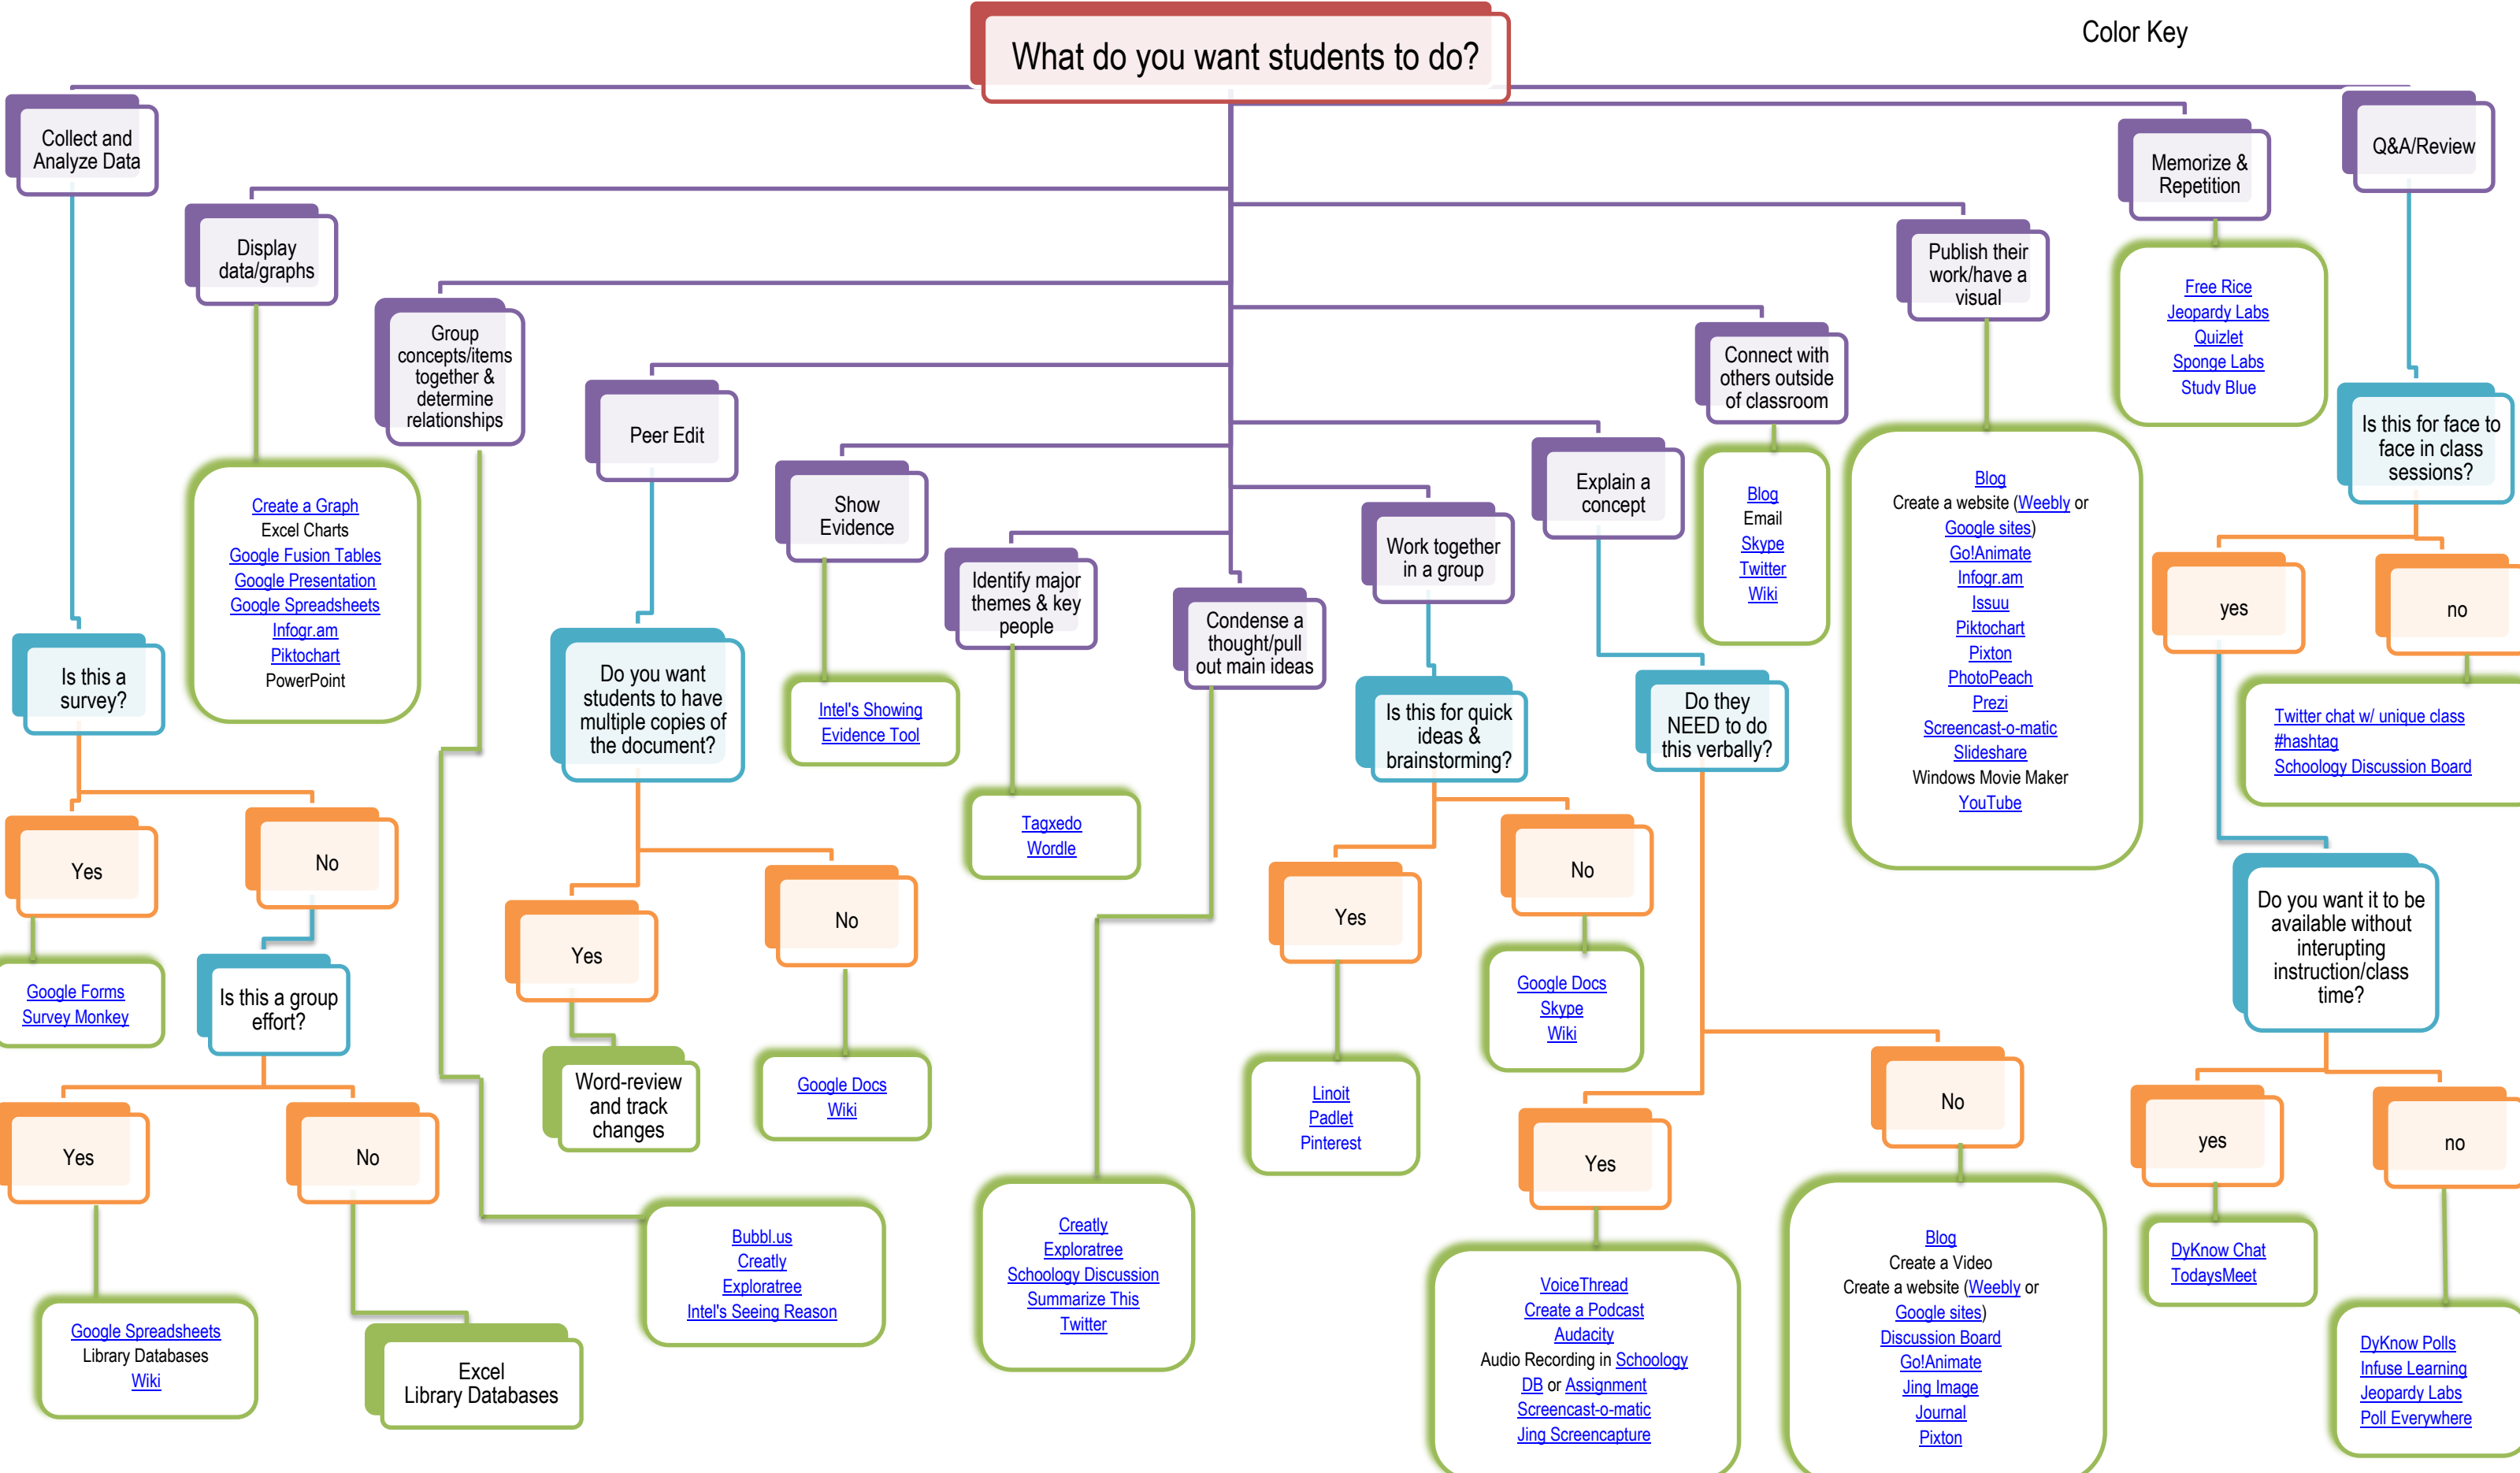 What do you want students to do?
Color Key
Collect and
Analyze Data
Display
data/graphs
Group
concepts/items
together &
determine
relationships
Peer Edit
Show
Evidence
Identify major
themes & key
people
Condense a
thought/pull
out main ideas
Work together
in a group
Explain a
concept
Connect with
others outside
of classroom
Publish their
work/have a
visual
Memorize &
Repetition
Q&A/Review
Is this a
survey?
Yes
No
Google Forms
Survey Monkey
Is this a group
effort?
Yes
No
Google Spreadsheets
Library Databases
Wiki
Excel
Library Databases
Create a Graph
Excel Charts
Google Fusion Tables
Google Presentation
Google Spreadsheets
Infogr.am
Piktochart
PowerPoint
Bubbl.us
Creatly
Exploratree
Intel's Seeing Reason
Do you want
students to have
multiple copies of
the document?
Yes
No
Word-review
and track
changes
Google Docs
Wiki
Intel's Showing
Evidence Tool
Tagxedo
Wordle
Creatly
Exploratree
Schoology Discussion
Summarize This
Twitter
Is this for quick
ideas &
brainstorming?
Yes
No
Linoit
Padlet
Pinterest
Google Docs
Skype
Wiki
Do they
NEED to do
this verbally?
Yes
No
VoiceThread
Create a Podcast
Audacity
Audio Recording in Schoology
DB or Assignment
Screencast-o-matic
Jing Screencapture
Blog
Create a Video
Create a website (Weebly or
Google sites)
Discussion Board
Go!Animate
Jing Image
Journal
Pixton
Blog
Email
Skype
Twitter
Wiki
Blog
Create a website (Weebly or
Google sites)
Go!Animate
Infogr.am
Issuu
Piktochart
Pixton
PhotoPeach
Prezi
Screencast-o-matic
Slideshare
Windows Movie Maker
YouTube
Free Rice
Jeopardy Labs
Quizlet
Sponge Labs
Study Blue
Is this for face to
face in class
sessions?
yes
no
Twitter chat w/ unique class
#hashtag
Schoology Discussion Board
Do you want it to be
available without
interupting
instruction/class
time?
yes
no
DyKnow Chat
TodaysMeet
DyKnow Polls
Infuse Learning
Jeopardy Labs
Poll Everywhere